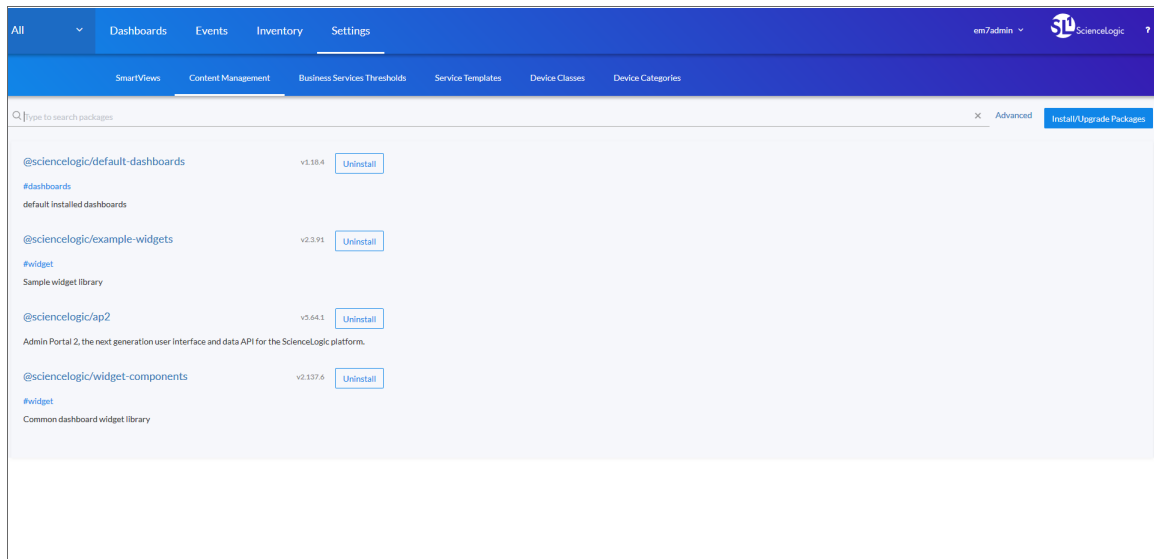 All Dashboards Events Inventory Settings em7admin SL ScienceLogic ?
SmartViews Content Management Business Services Thresholds Service Templates Device Classes Device Categories
Type to search packages Advanced Install/Upgrade Packages
@sciencelogic/default-dashboards v1.18.4 Uninstall
#dashboards
default installed dashboards
@sciencelogic/example-widgets v2.3.91 Uninstall
#widget
Sample widget library
@sciencelogic/ap2 v5.64.1 Uninstall
Admin Portal 2, the next generation user interface and data API for the ScienceLogic platform.
@sciencelogic/widget-components v2.137.6 Uninstall
#widget
Common dashboard widget library